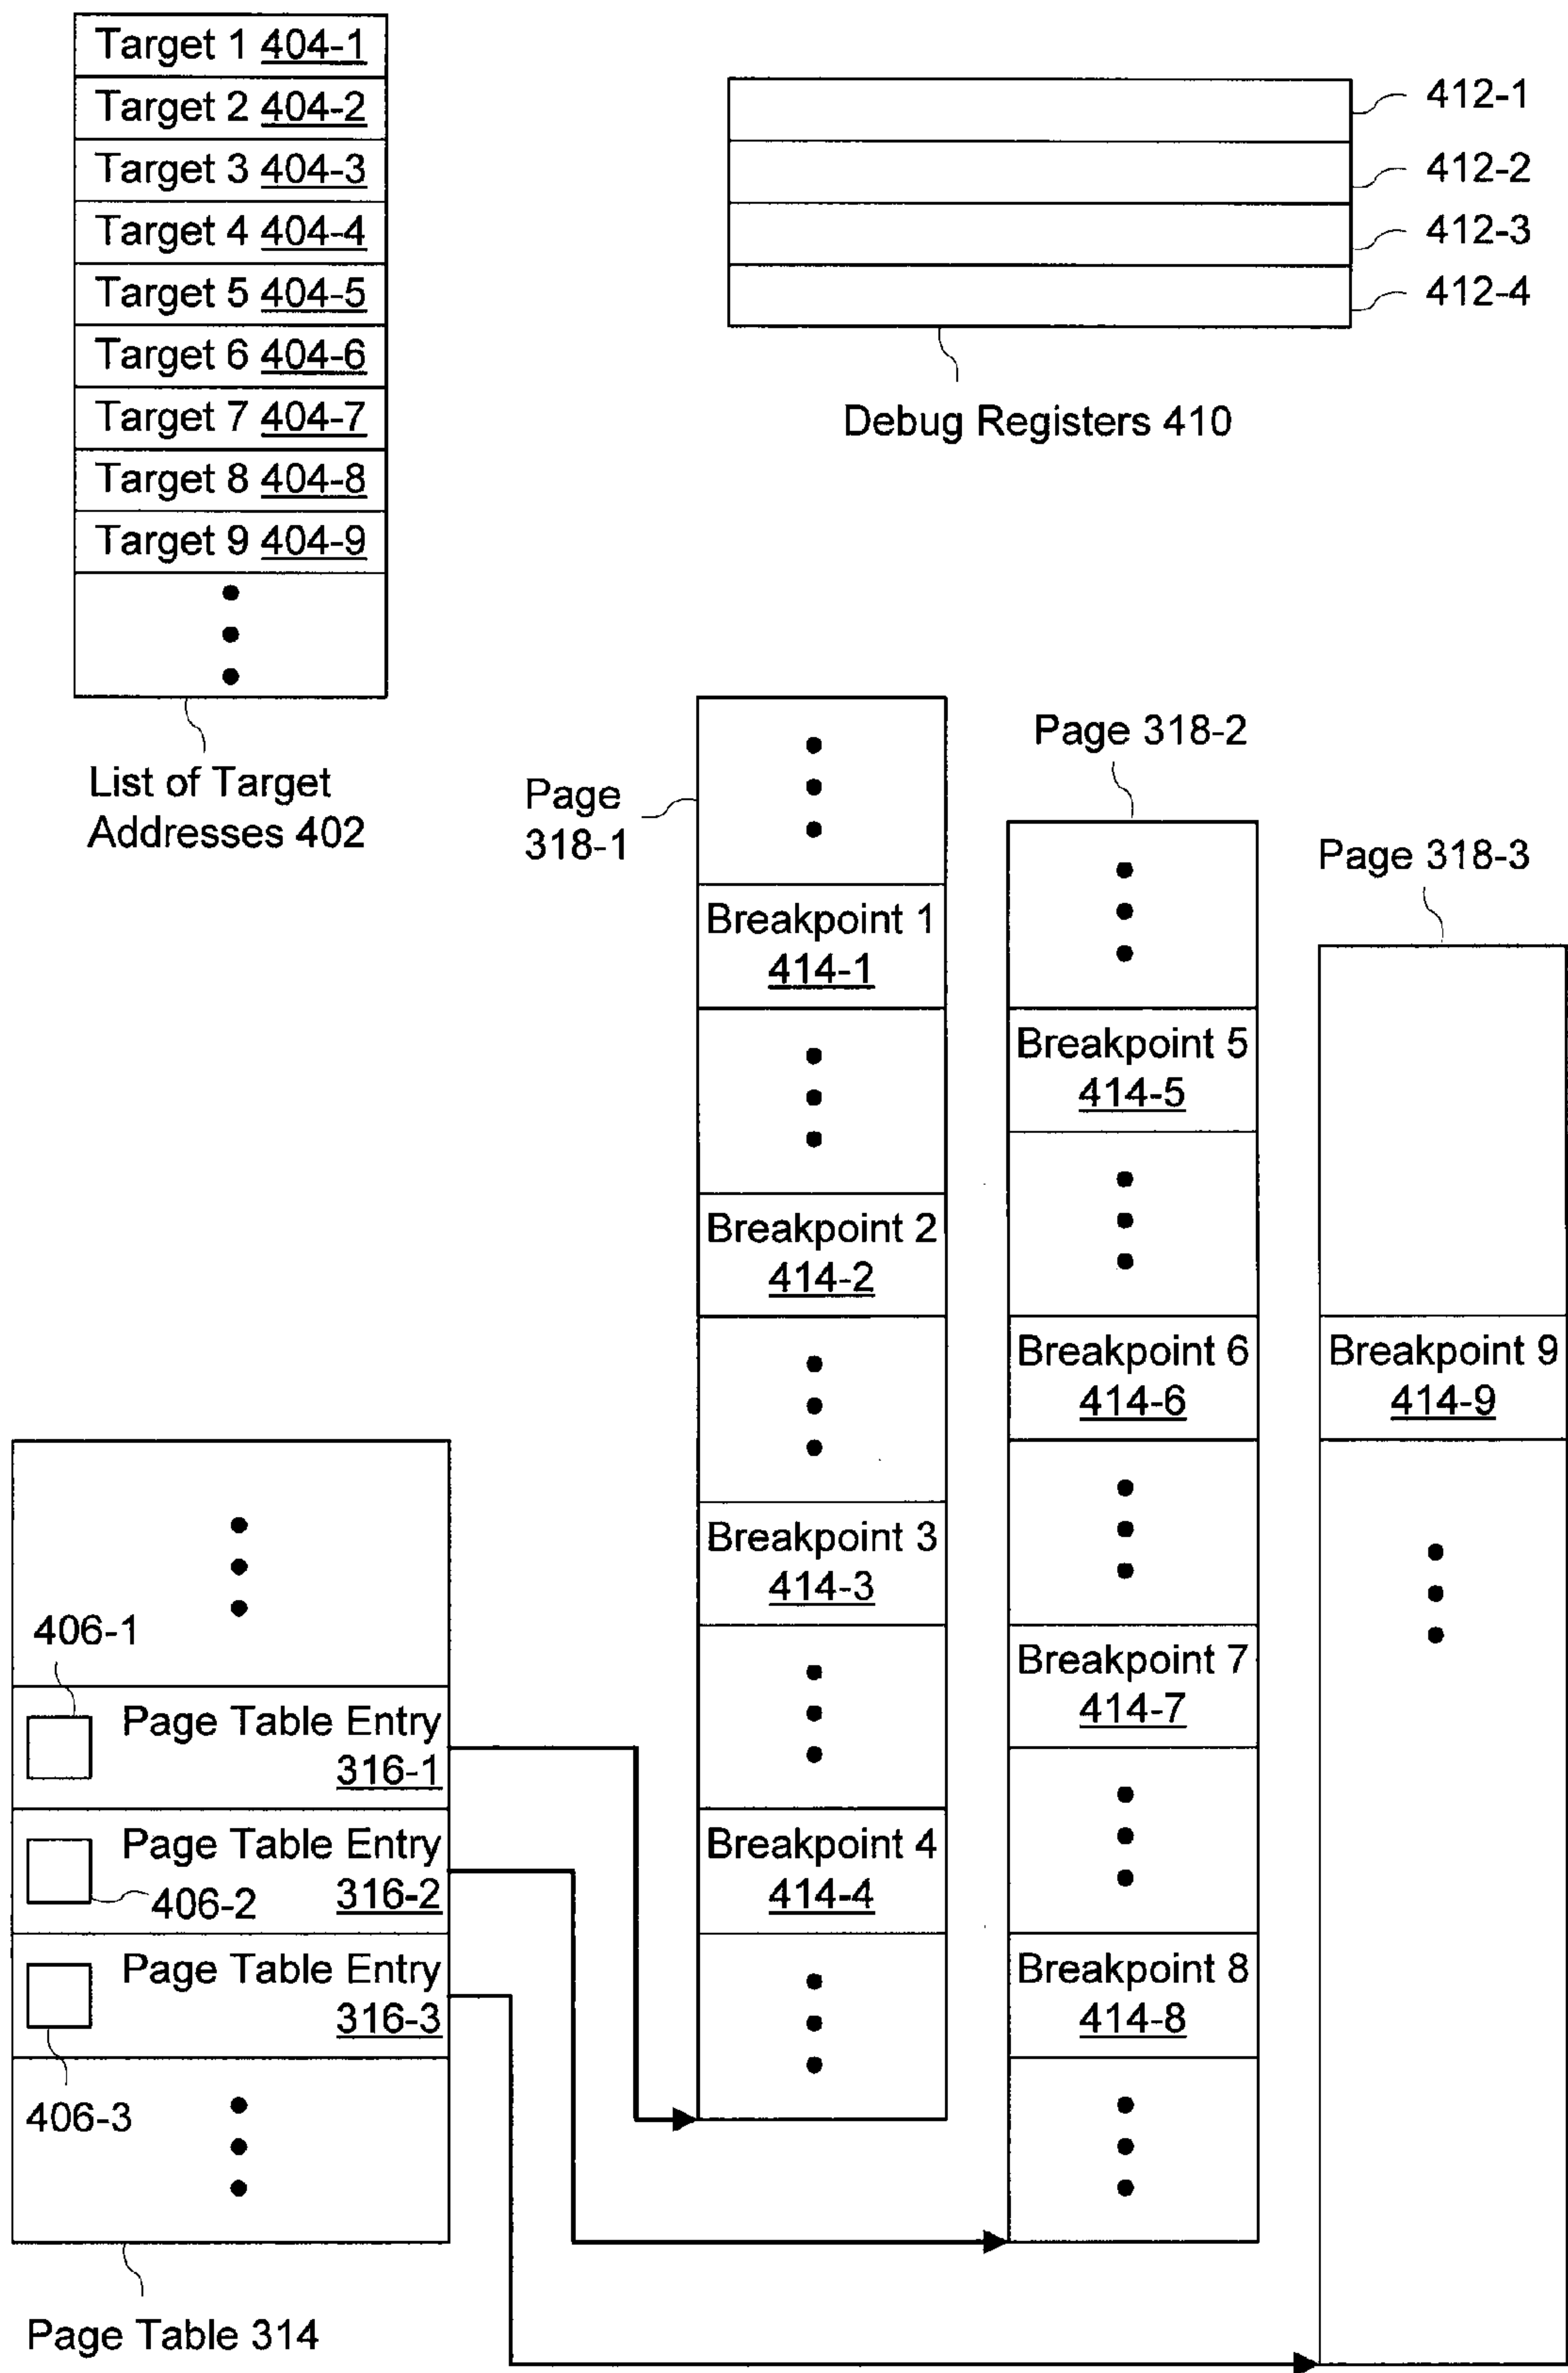 Target 1 404-1
Target 2 404-2
Target 3 404-3
Target 4 404-4
Target 5 404-5
Target 6 404-6
Target 7 404-7
Target 8 404-8
Target 9 404-9
List of Target
Addresses 402
412-1
412-2
412-3
412-4
Debug Registers 410
Page
318-1
Breakpoint 1
414-1
Breakpoint 2
414-2
Breakpoint 3
414-3
Breakpoint 4
414-4
Page 318-2
Breakpoint 5
414-5
Breakpoint 6
414-6
Breakpoint 7
414-7
Breakpoint 8
414-8
Page 318-3
Breakpoint 9
414-9
406-1
Page Table Entry
316-1
Page Table Entry
406-2 316-2
Page Table Entry
316-3
406-3
Page Table 314